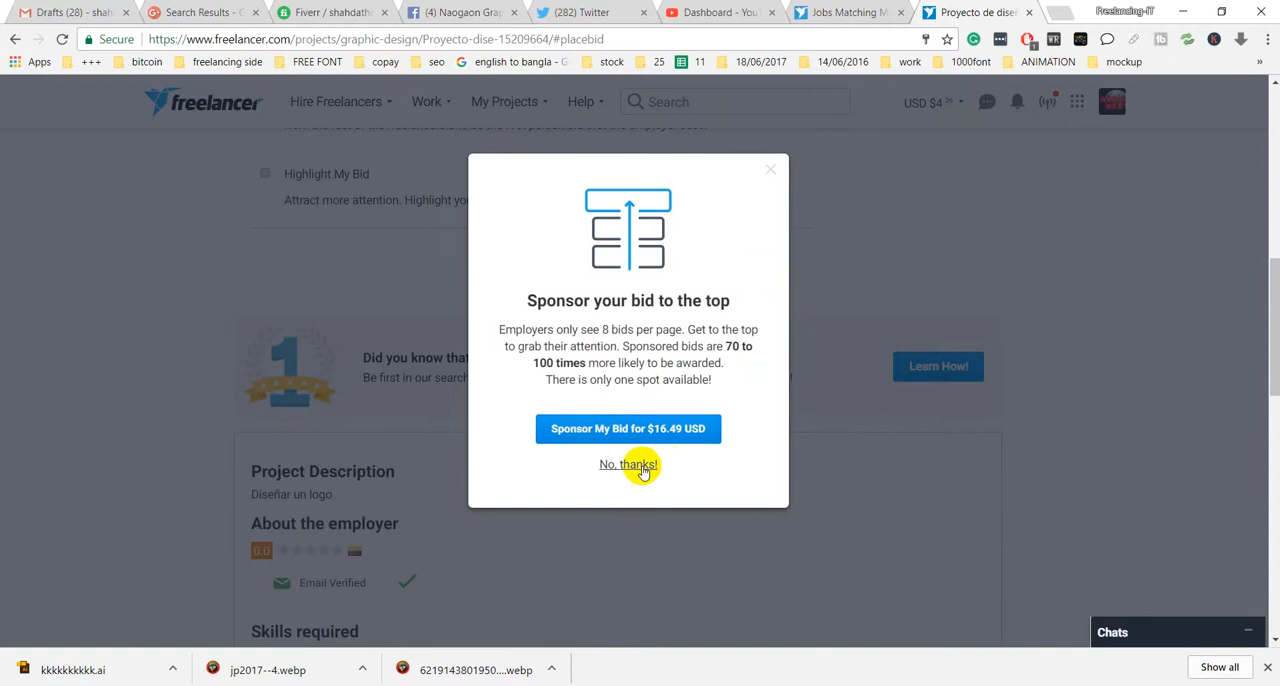 Drafts (28) - shah
Search Results - G
Fiverr / shahdath
(4) Naogaon Grap
(282) Twitter
Dashboard - You
Jobs Matching M
Proyecto de dise
Freelancing-IT
Secure
https://www.freelancer.com/projects/graphic-design/Proyecto-dise-15209664/#placebid
Apps
+++
bitcoin
freelancing side
FREE FONT
copay
seo
english to bangla - G
stock
25
11
18/06/2017
14/06/2016
work
1000font
ANIMATION
mockup
»
freelancer
Hire Freelancers
Work
My Projects
Help
Search
USD $4 26
Highlight My Bid
Attract more attention. Highlight yo
Sponsor your bid to the top
Employers only see 8 bids per page. Get to the top
to grab their attention. Sponsored bids are 70 to
100 times more likely to be awarded.
There is only one spot available!
Sponsor My Bid for $16.49 USD
No, thanks!
1
Did you know that
Be first in our search
Learn How!
Project Description
Diseñar un logo
About the employer
0.0
Email Verified
Skills required
Chats
kkkkkkkkkk.ai
jp2017--4.webp
6219143801950....webp
Show all